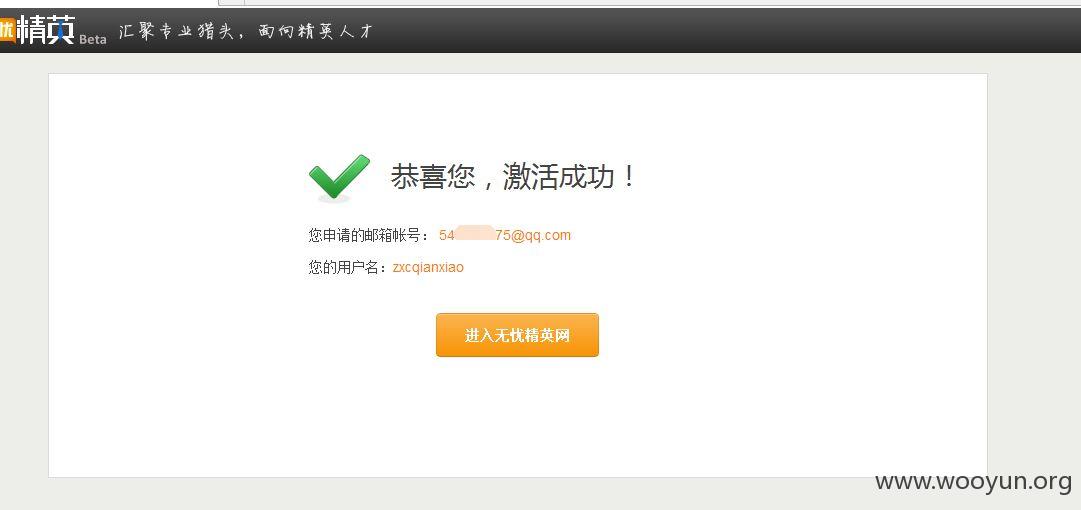 优精英 Beta 汇聚专业猎头，面向精英人才
恭喜您，激活成功！
您申请的邮箱帐号： 54 75@qq.com
您的用户名：zxcqianxiao
进入无忧精英网
www.wooyun.org